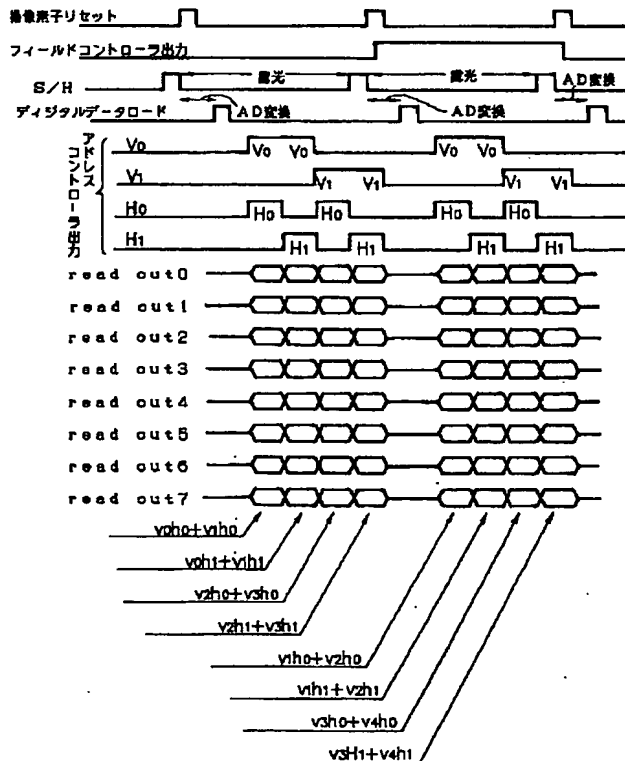 撮像素子リセット
フィールドコントローラ出力
露光 露光 AD変換
S/H
ディジタルデータロード AD変換 AD変換
アドレス
コントローラ出力
V0 V0 V0 V0 V0
V1 V1 V1 V1 V1
H0 H0 H0 H0 H0
H1 H1 H1 H1 H1
read out0
read out1
read out2
read out3
read out4
read out5
read out6
read out7
v0h0+v1h0
v0h1+v1h1
v2h0+v3h0
v2h1+v3h1
v1h0+v2h0
v1h1+v2h1
v3h0+v4h0
v3H1+v4h1